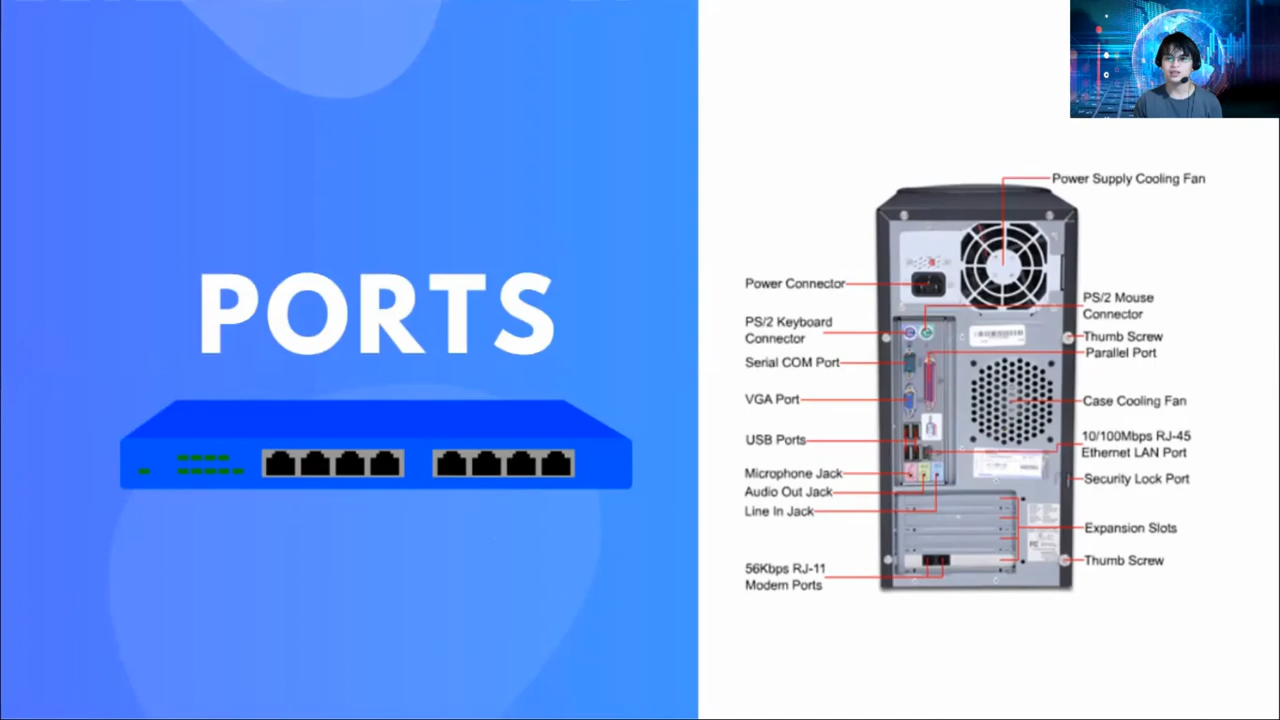 PORTS
Power Supply Cooling Fan
Power Connector
PS/2 Keyboard
Connector
Serial COM Port
VGA Port
USB Ports
Microphone Jack
Audio Out Jack
Line In Jack
56Kbps RJ-11
Modem Ports
PS/2 Mouse
Connector
Thumb Screw
Parallel Port
Case Cooling Fan
10/100Mbps RJ-45
Ethernet LAN Port
Security Lock Port
Expansion Slots
Thumb Screw